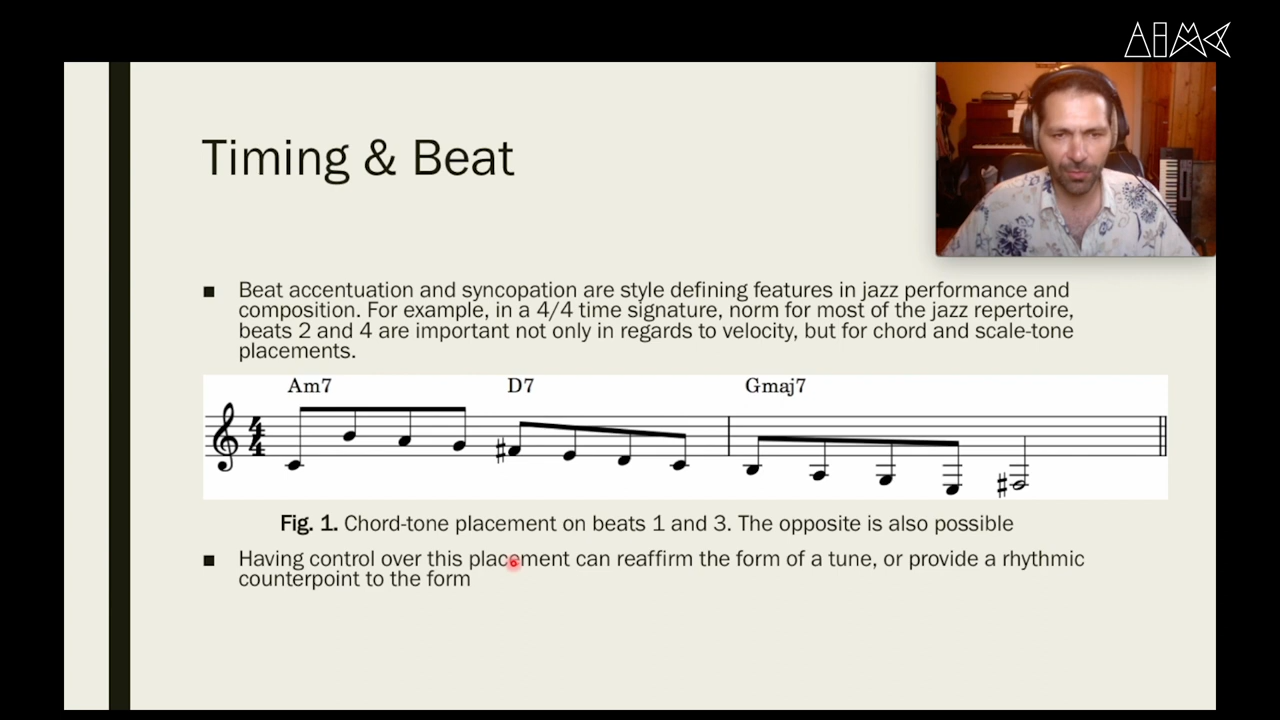 AIMC
Timing & Beat
■ Beat accentuation and syncopation are style defining features in jazz performance and
composition. For example, in a 4/4 time signature, norm for most of the jazz repertoire,
beats 2 and 4 are important not only in regards to velocity, but for chord and scale-tone
placements.
Am7 D7 Gmaj7
4
4
Fig. 1. Chord-tone placement on beats 1 and 3. The opposite is also possible
■ Having control over this placement can reaffirm the form of a tune, or provide a rhythmic
counterpoint to the form